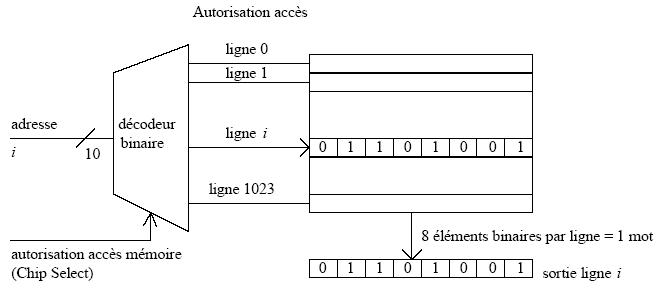 Autorisation accès
ligne 0
ligne 1
adresse
i
10
décodeur
binaire
ligne i
0 1 1 0 1 0 0 1
ligne 1023
autorisation accès mémoire
(Chip Select)
8 éléments binaires par ligne = 1 mot
0 1 1 0 1 0 0 1
sortie ligne i